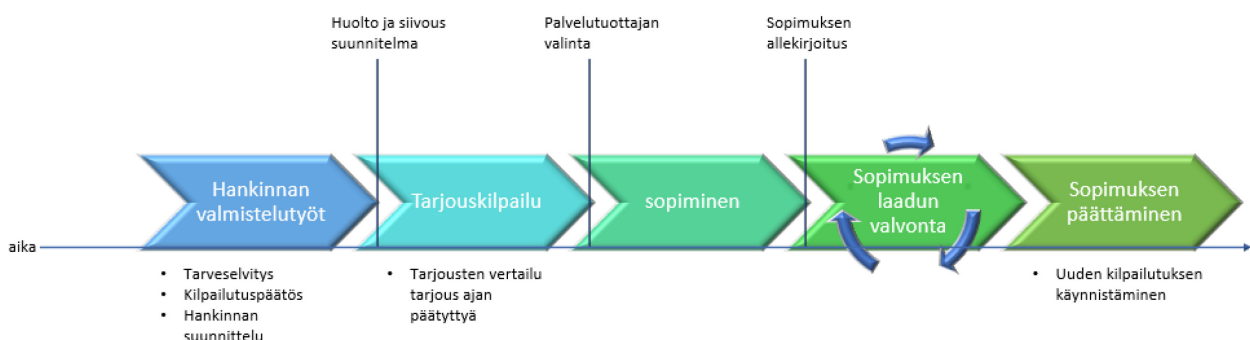 Huolto ja siivous
suunnitelma
Palvelutuottajan
valinta
Sopimuksen
allekirjoitus
Hankinnan
valmistelutyöt
Tarjouskilpailu
sopiminen
Sopimuksen
laadun
valvonta
Sopimuksen
päättäminen
aika
• Tarveselvitys
• Kilpailutuspäätös
• Hankinnan
suunnittelu
• Tarjousten vertailu
tarjous ajan
päätyttyä
• Uuden kilpailutuksen
käynnistäminen